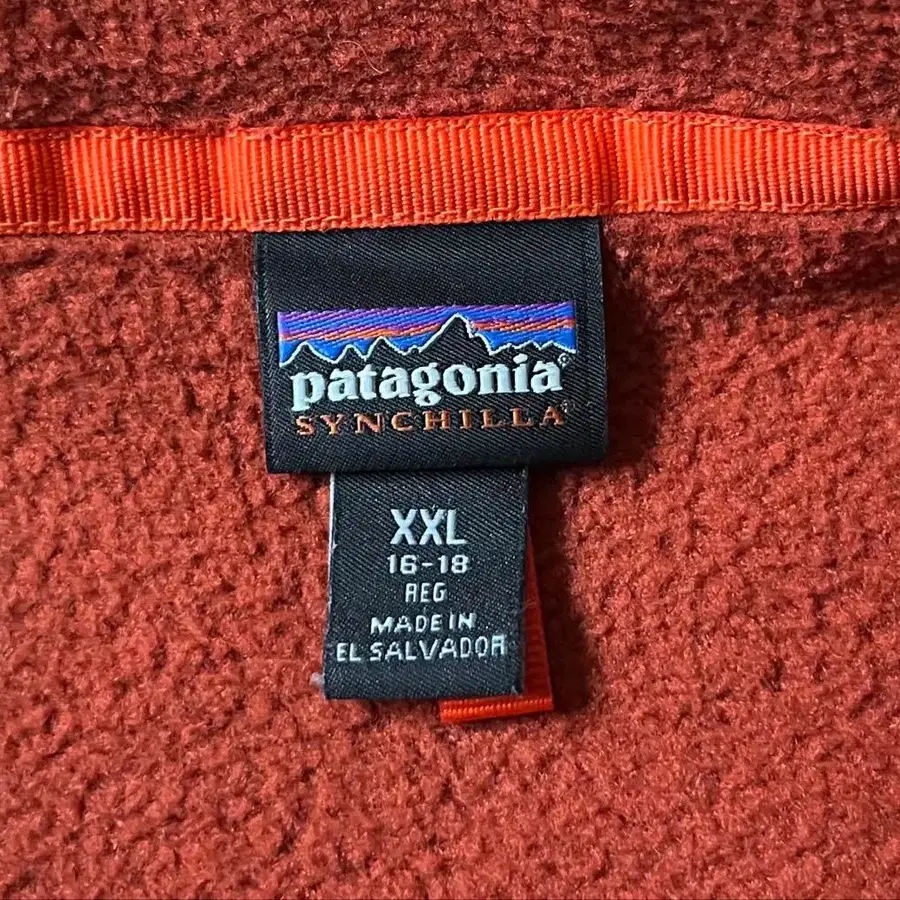 patagonia®
SYNCHILLA®
XXL
16-18
REG
MADE IN
EL SALVADOR